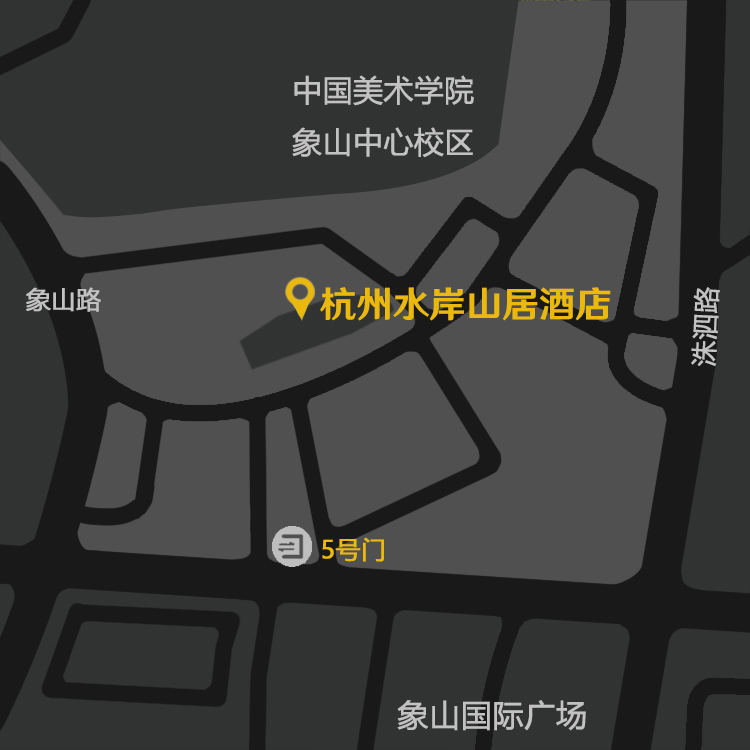 中国美术学院
象山中心校区
象山路
杭州水岸山居酒店
洙泗路
5号门
象山国际广场